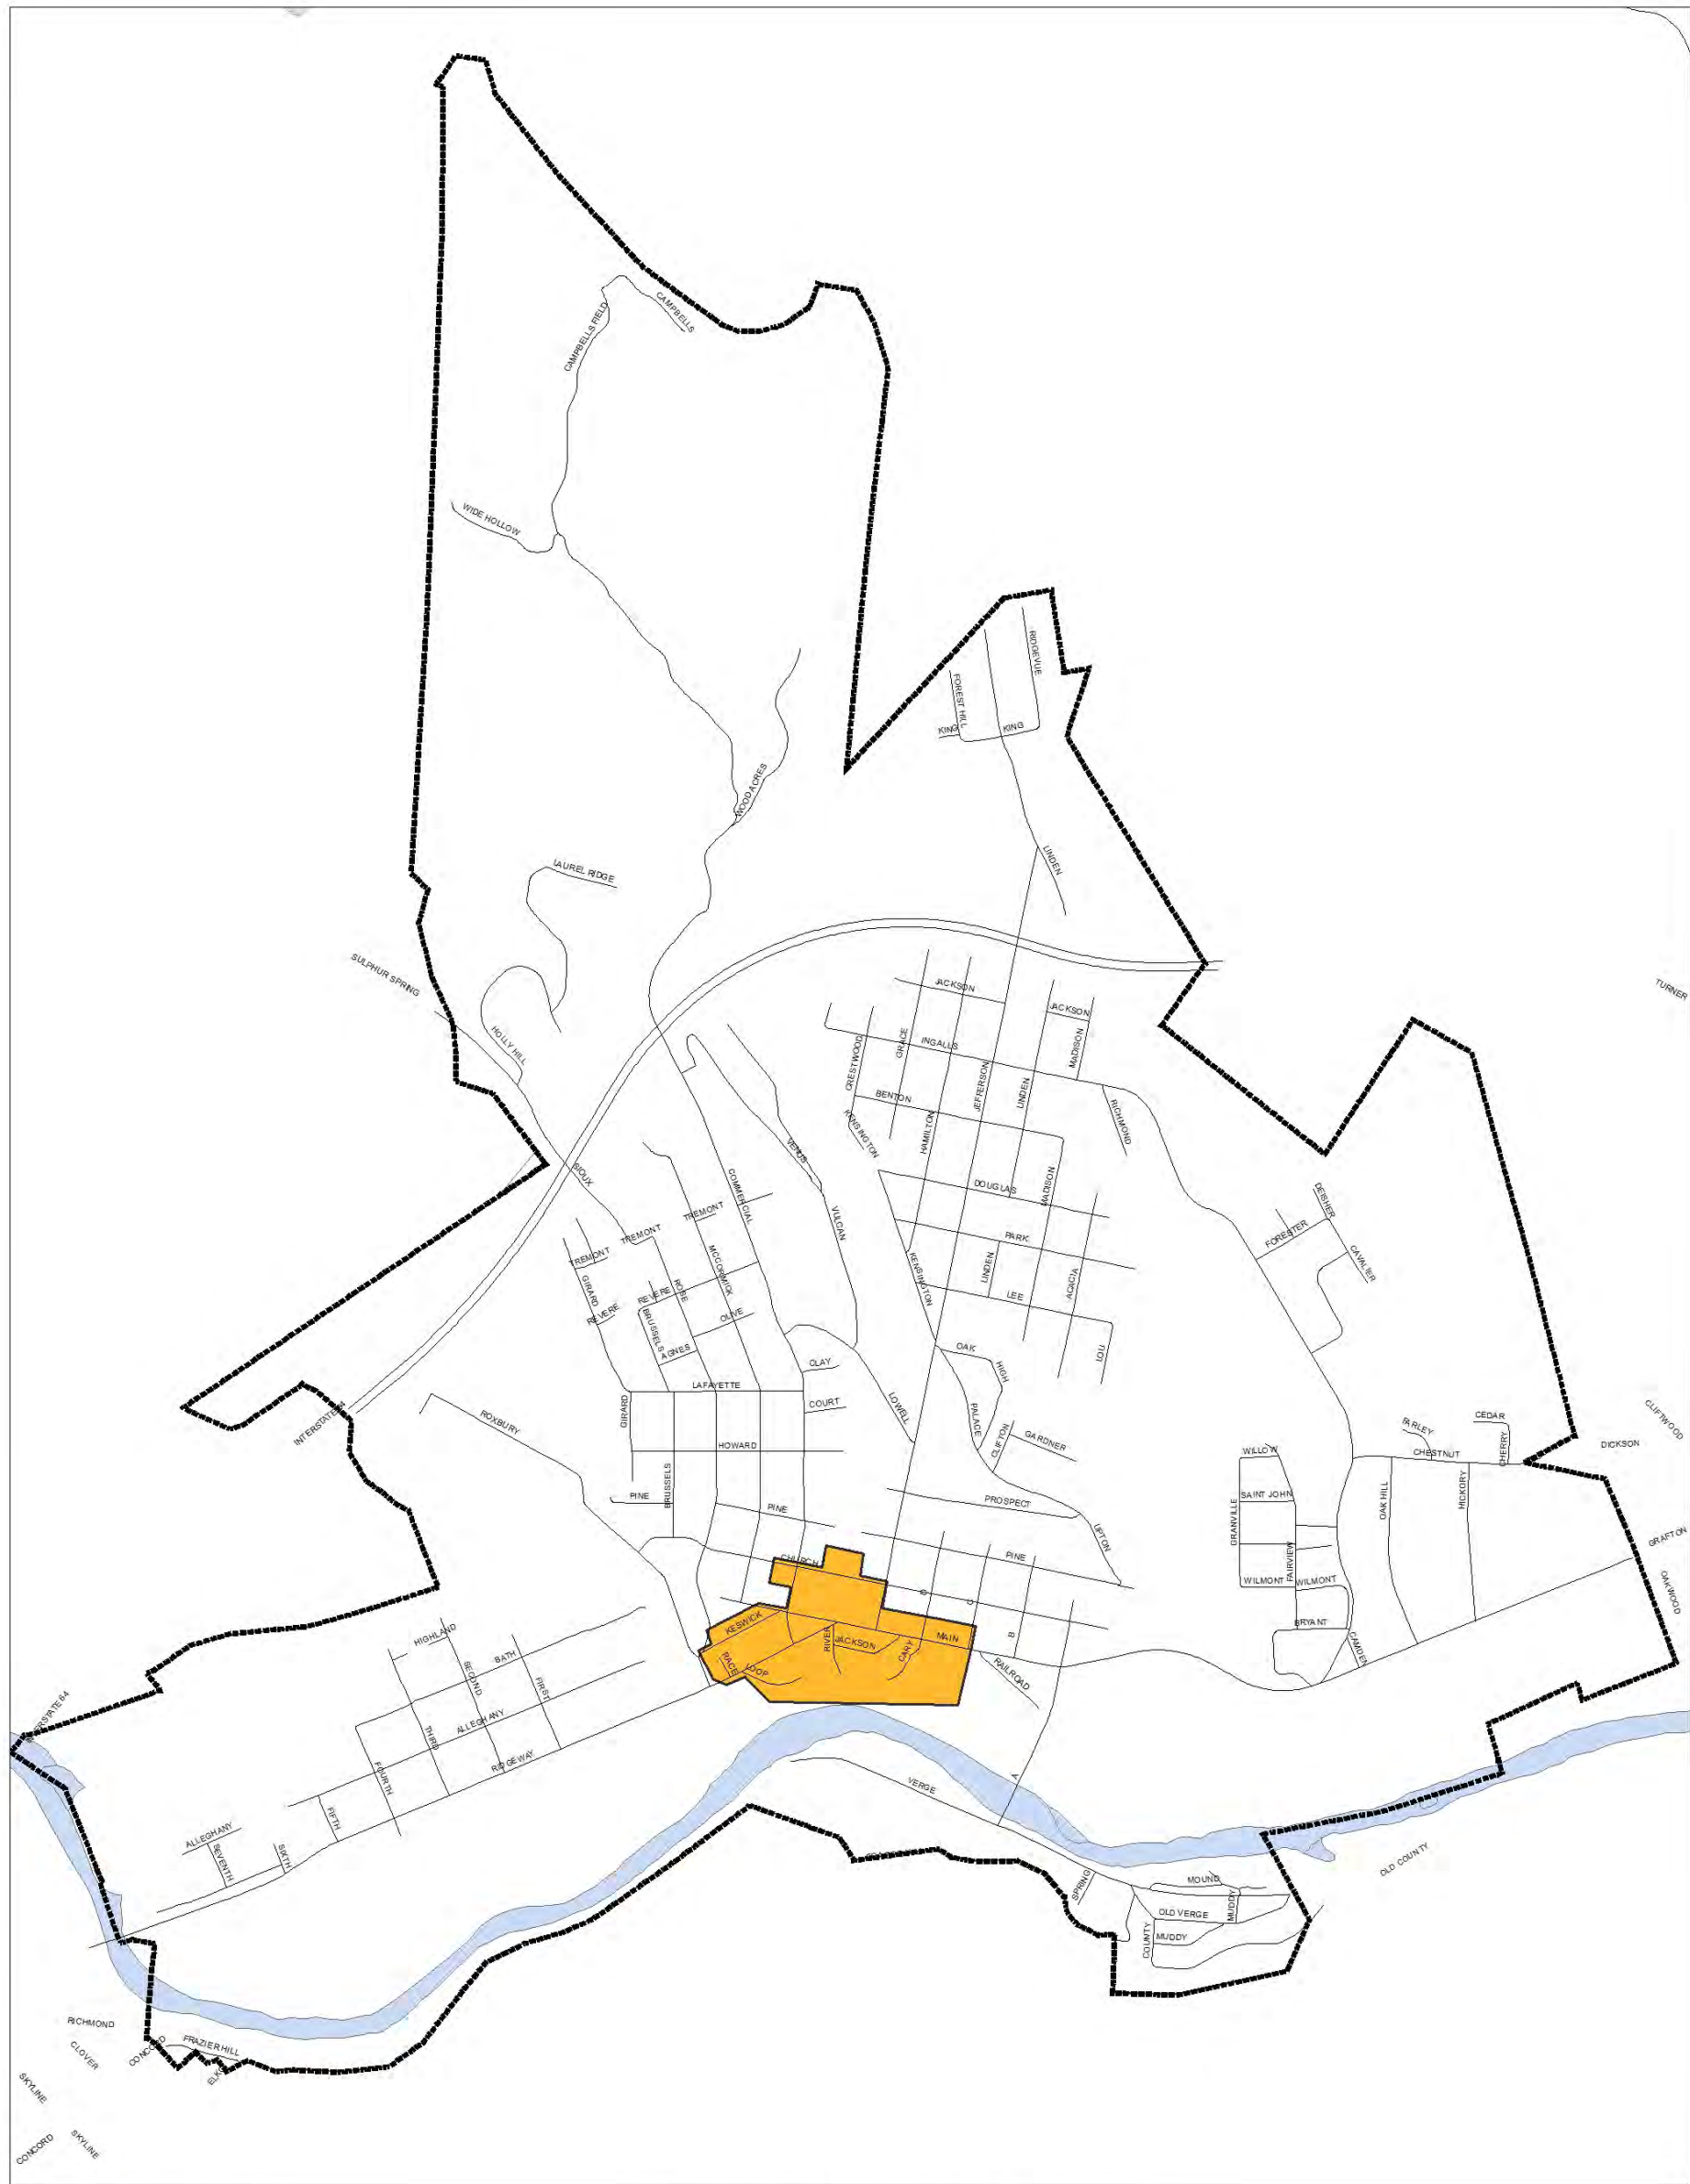 CAMPBELLS
CAMPBELLS FIELD
WIDE HOLLOW
RIDGEVUE
FOREST HILL
KING
KING
WOODACRES
LINDEN
LAUREL RIDGE
SULPHUR SPRING
TURNER
JACKSON
JACKSON
HOLLY HILL
GRACE
INGALLS
MADISON
CRESTWOOD
JEFFERSON
LINDEN
BENTON
RICHMOND
KENSINGTON
HAMILTON
VENUS
SIOUX
COMMERCIAL
DOUGLAS
MADISON
DEISHER
TREMONT
VULCAN
TREMONT
FORESTER
PARK
TREMONT
CAVALIER
MCCORMICK
LINDEN
KENSINGTON
ACACIA
GIRARD
ROSE
REVERE
LEE
REVERE
OLIVE
BRUSSELS
AGNES
OAK
LOU
CLAY
HIGH
LAFAYETTE
COURT
LOWELL
GIRARD
PALACE
INTERSTATE 64
ROXBURY
CLIFTON
GARDNER
FARLEY
CEDAR
CLIFTWOOD
HOWARD
WILLOW
CHESTNUT
CHERRY
DICKSON
BRUSSELS
PINE
SAINT JOHN
OAK HILL
HICKORY
PROSPECT
PINE
GRANVILLE
UPTON
GRAFTON
PINE
CHURCH
FAIRVIEW
WILMONT
WILMONT
OAKWOOD
D
C
KESWICK
BRYANT
HIGHLAND
B
MAIN
RIVER
JACKSON
CARY
CAMDEN
BATH
RACE
LOOP
SECOND
FIRST
RAILROAD
INTERSTATE 64
ALLEGHANY
THIRD
RIDGEWAY
FOURTH
A
VERGE
FIFTH
ALLEGHANY
SEVENTH
SIXTH
OLD COUNTY
SPRING
MOUND
MUDDY
OLD VERGE
COUNTY
MUDDY
RICHMOND
CLOVER
CONCORD
FRAZIER HILL
SKYLINE
CONCORD
SKYLINE